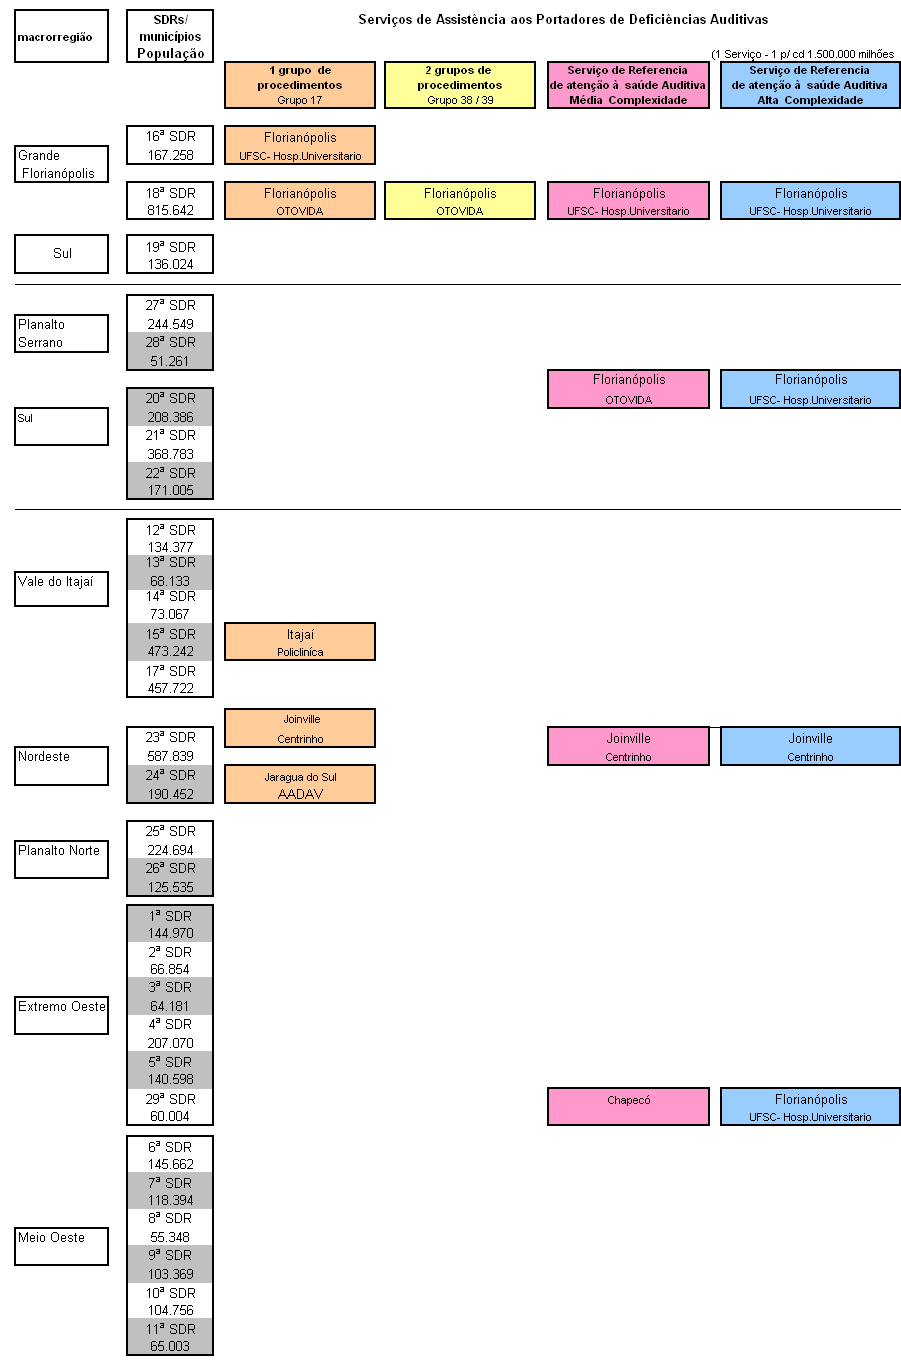 macrorregião
SDRs/
municípios
População
Serviços de Assistência aos Portadores de Deficiências Auditivas
(1 Serviço - 1 p/ cd 1.500.000 milhões
1 grupo de
procedimentos
Grupo 17
2 grupos de
procedimentos
Grupo 38 / 39
Serviço de Referencia
de atenção à saúde Auditiva
Média Complexidade
Serviço de Referencia
de atenção à saúde Auditiva
Alta Complexidade
Grande
Florianópolis
16ª SDR
167.258
Florianópolis
UFSC- Hosp.Universitario
18ª SDR
815.642
Florianópolis
OTOVIDA
Florianópolis
OTOVIDA
Florianópolis
UFSC- Hosp.Universitario
Florianópolis
UFSC- Hosp.Universitario
Sul
19ª SDR
136.024
Planalto
Serrano
27ª SDR
244.549
28ª SDR
51.261
Florianópolis
OTOVIDA
Florianópolis
UFSC- Hosp.Universitario
Sul
20ª SDR
208.386
21ª SDR
368.783
22ª SDR
171.005
Vale do Itajaí
12ª SDR
134.377
13ª SDR
68.133
14ª SDR
73.067
15ª SDR
473.242
17ª SDR
457.722
Itajaí
Policliníca
Nordeste
23ª SDR
587.839
24ª SDR
190.452
Joinville
Centrinho
Jaragua do Sul
AADAV
Joinville
Centrinho
Joinville
Centrinho
Planalto Norte
25ª SDR
224.694
26ª SDR
125.535
Extremo Oeste
1ª SDR
144.970
2ª SDR
66.854
3ª SDR
64.181
4ª SDR
207.070
5ª SDR
140.598
29ª SDR
60.004
Chapecó
Florianópolis
UFSC- Hosp.Universitario
Meio Oeste
6ª SDR
145.662
7ª SDR
118.394
8ª SDR
55.348
9ª SDR
103.369
10ª SDR
104.756
11ª SDR
65.003